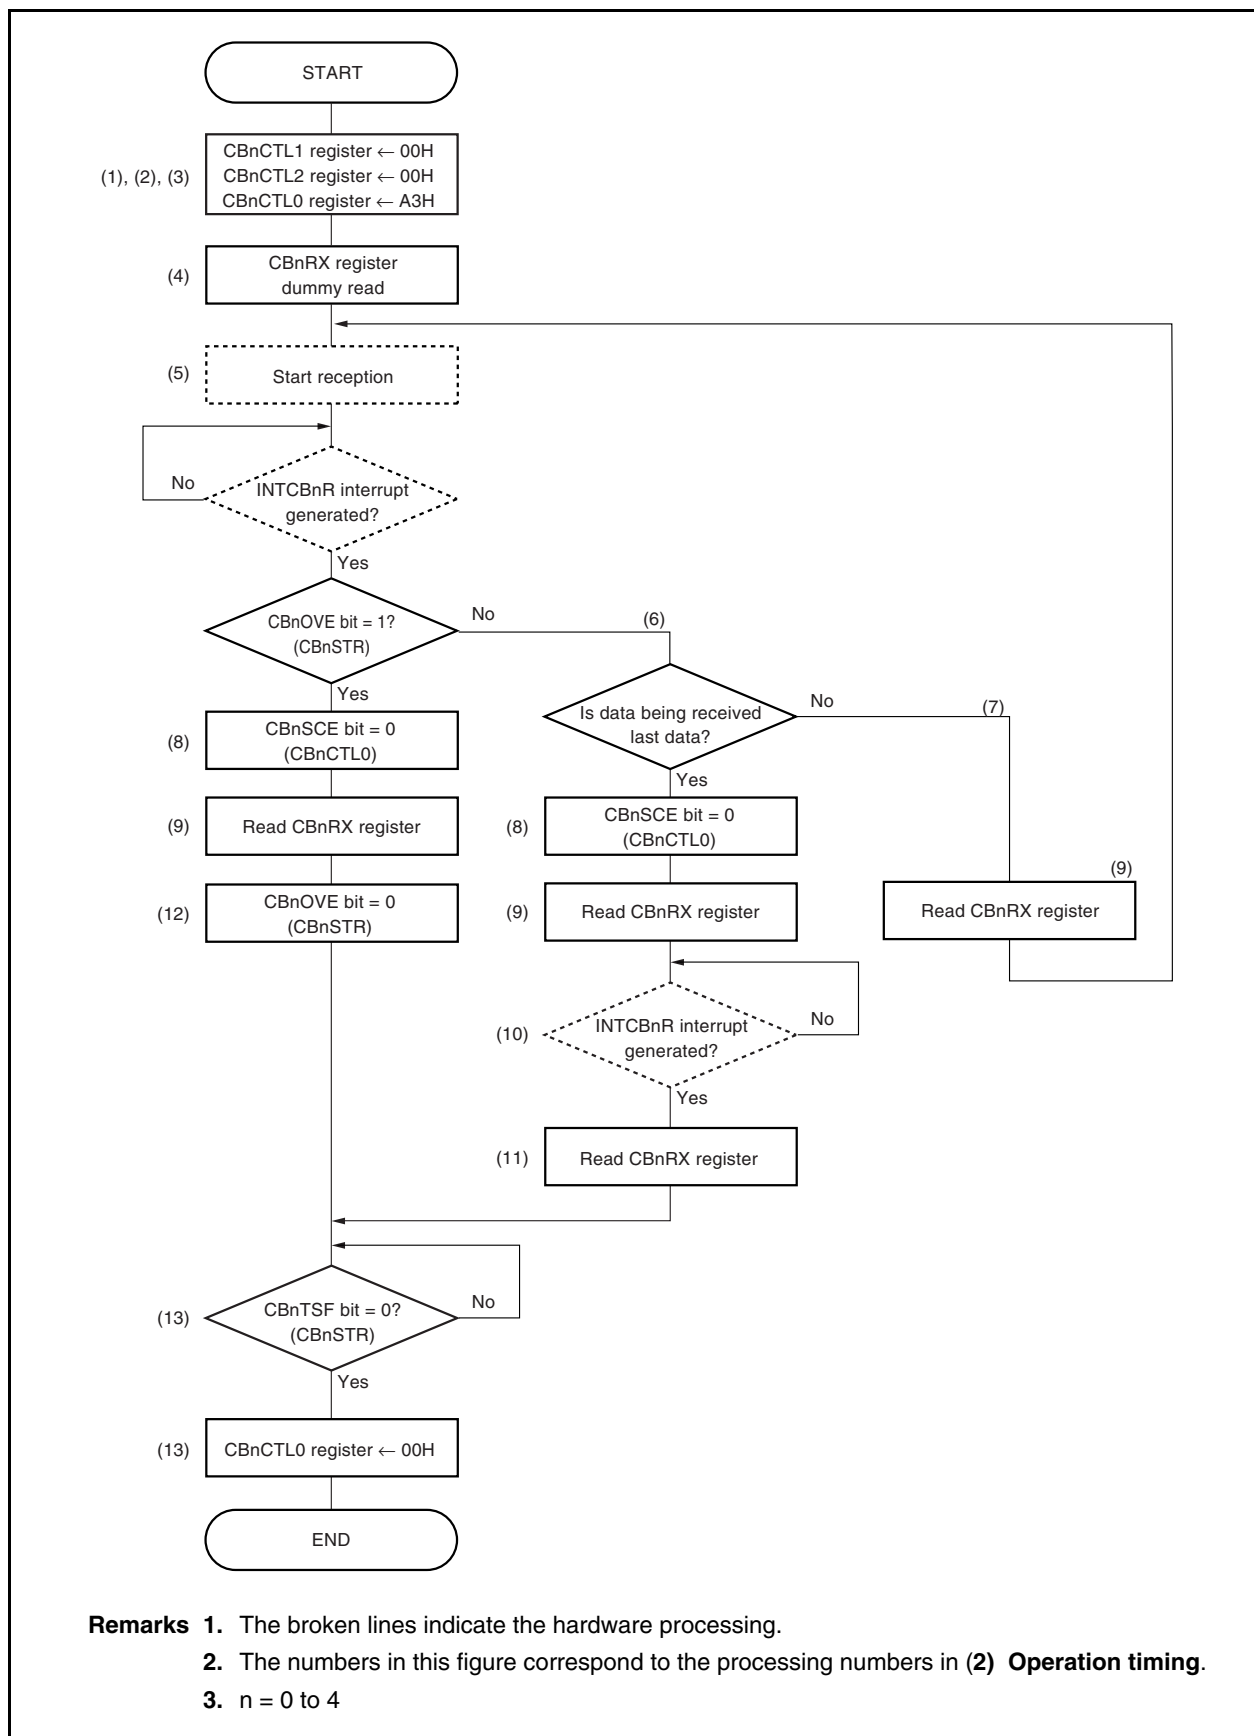 START
(1), (2), (3)
CBnCTL1 register ← 00H
CBnCTL2 register ← 00H
CBnCTL0 register ← A3H
(4)
CBnRX register
dummy read
(5)
Start reception
No
INTCBnR interrupt
generated?
Yes
CBnOVE bit = 1?
(CBnSTR)
No
(6)
Yes
Is data being received
last data?
No
(7)
Yes
(8)
CBnSCE bit = 0
(CBnCTL0)
(8)
CBnSCE bit = 0
(CBnCTL0)
(9)
Read CBnRX register
(9)
Read CBnRX register
(9)
Read CBnRX register
(12)
CBnOVE bit = 0
(CBnSTR)
(10)
INTCBnR interrupt
generated?
No
Yes
(11)
Read CBnRX register
(13)
CBnTSF bit = 0?
(CBnSTR)
No
Yes
(13)
CBnCTL0 register ← 00H
END
Remarks 1. The broken lines indicate the hardware processing.
2. The numbers in this figure correspond to the processing numbers in (2) Operation timing.
3. n = 0 to 4